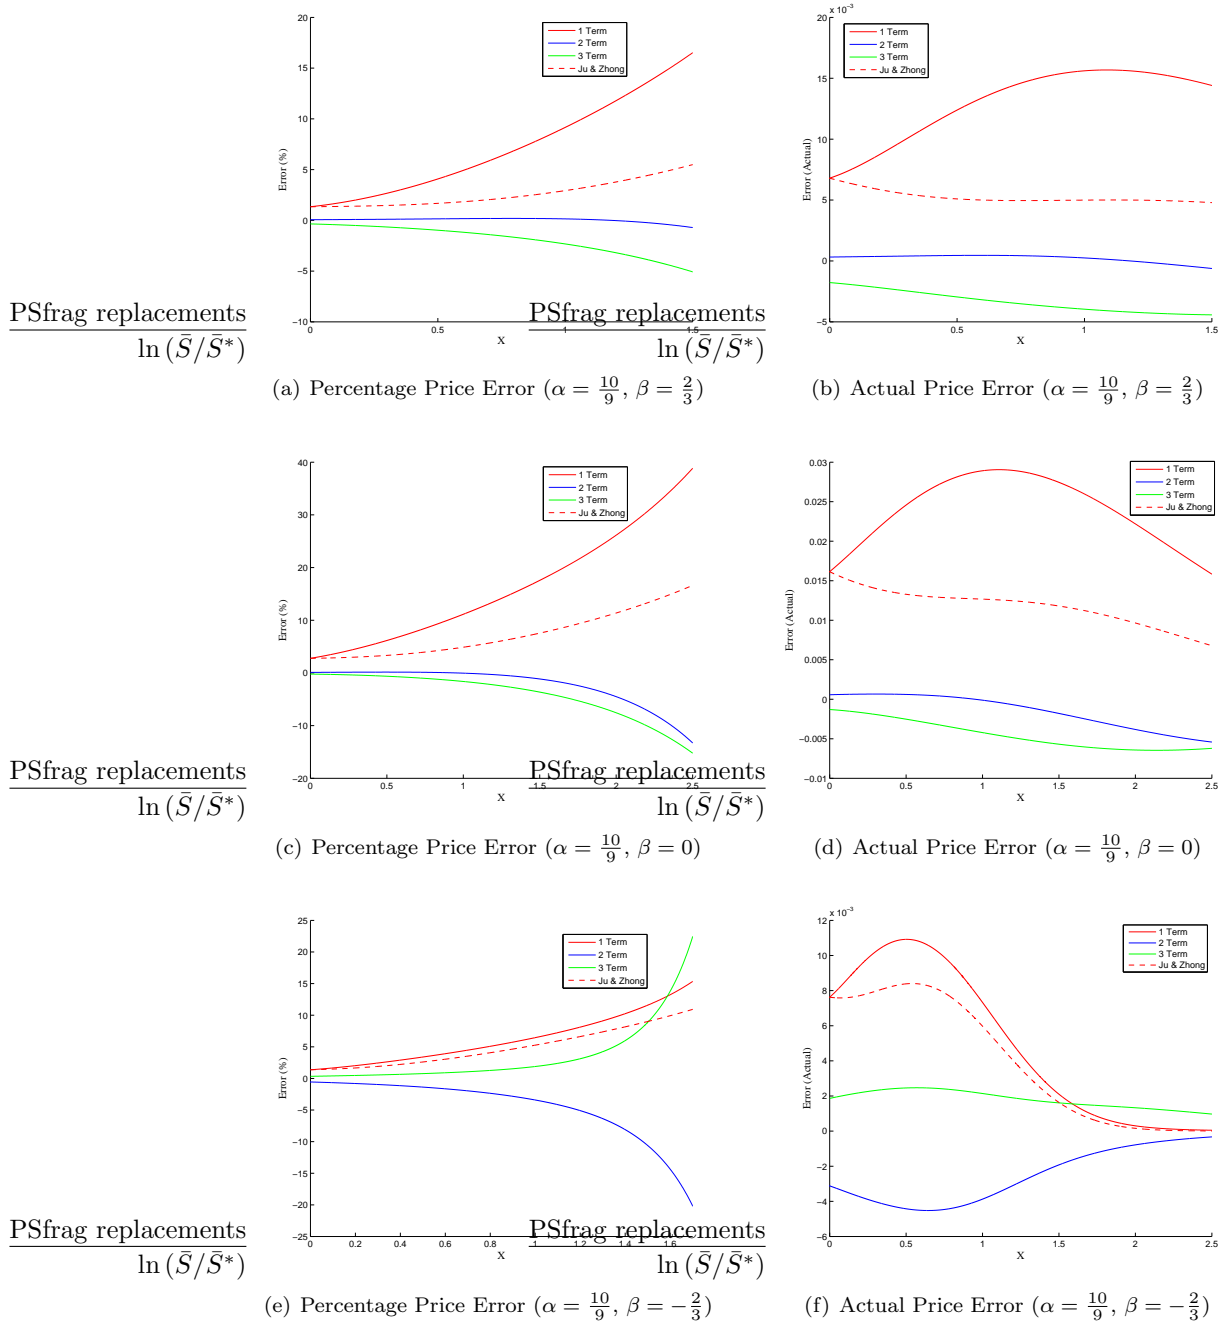 20
15
10
5
0
−5
−10
0
0.5
1
1.5
Error (%)
X
1 Term
2 Term
3 Term
Ju & Zhong
PSfrag replacements
ln (S̄/S̄*)
(a) Percentage Price Error (α = 10/9, β = 2/3)
x 10⁻³
20
15
10
5
0
−5
0
0.5
1
1.5
Error (Actual)
X
1 Term
2 Term
3 Term
Ju & Zhong
PSfrag replacements
ln (S̄/S̄*)
(b) Actual Price Error (α = 10/9, β = 2/3)
40
30
20
10
0
−10
−20
0
0.5
1
1.5
2
2.5
Error (%)
X
1 Term
2 Term
3 Term
Ju & Zhong
PSfrag replacements
ln (S̄/S̄*)
(c) Percentage Price Error (α = 10/9, β = 0)
0.03
0.025
0.02
0.015
0.01
0.005
0
−0.005
−0.01
0
0.5
1
1.5
2
2.5
Error (Actual)
X
1 Term
2 Term
3 Term
Ju & Zhong
PSfrag replacements
ln (S̄/S̄*)
(d) Actual Price Error (α = 10/9, β = 0)
25
20
15
10
5
0
−5
−10
−15
−20
−25
0
0.2
0.4
0.6
0.8
1
1.2
1.4
1.6
Error (%)
X
1 Term
2 Term
3 Term
Ju & Zhong
PSfrag replacements
ln (S̄/S̄*)
(e) Percentage Price Error (α = 10/9, β = −2/3)
x 10⁻³
12
10
8
6
4
2
0
−2
−4
−6
0
0.5
1
1.5
2
2.5
Error (Actual)
X
1 Term
2 Term
3 Term
Ju & Zhong
PSfrag replacements
ln (S̄/S̄*)
(f) Actual Price Error (α = 10/9, β = −2/3)